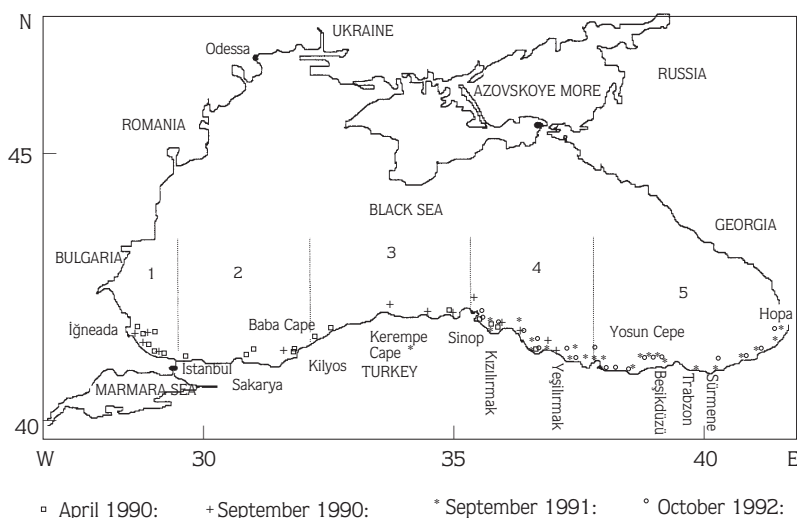 N
UKRAINE
Odessa
RUSSIA
AZOVSKOYE MORE
ROMANIA
45
BLACK SEA
GEORGIA
BULGARIA
1
2
3
4
5
İğneada
Baba Cape
Kerempe
Cape
Sinop
Yosun Cepe
Hopa
Istanbul
Kilyos
TURKEY
Kızılırmak
Yeşilırmak
Beşikdüzü
Trabzon
Sürmene
MARMARA SEA
Sakarya
40
W
30
35
40
E
▫ April 1990:
+ September 1990:
* September 1991:
° October 1992: